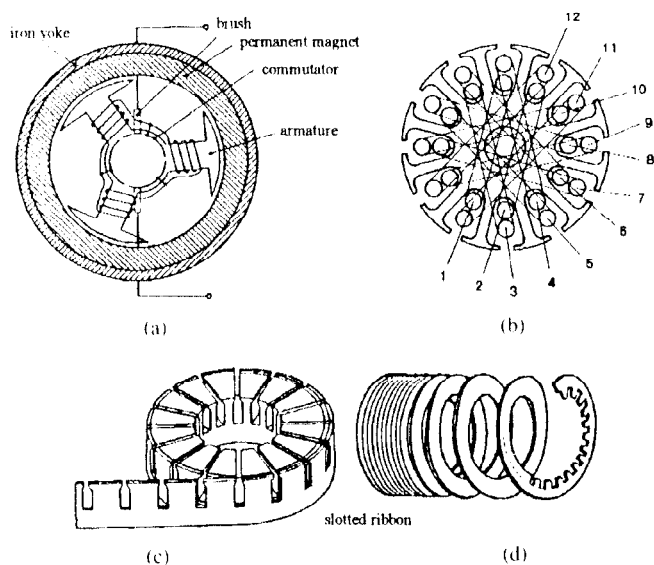 brush
iron yoke
permanent magnet
commutator
armature
(a)
12
11
10
9
8
7
6
5
4
3
2
1
(b)
slotted ribbon
(c)
(d)